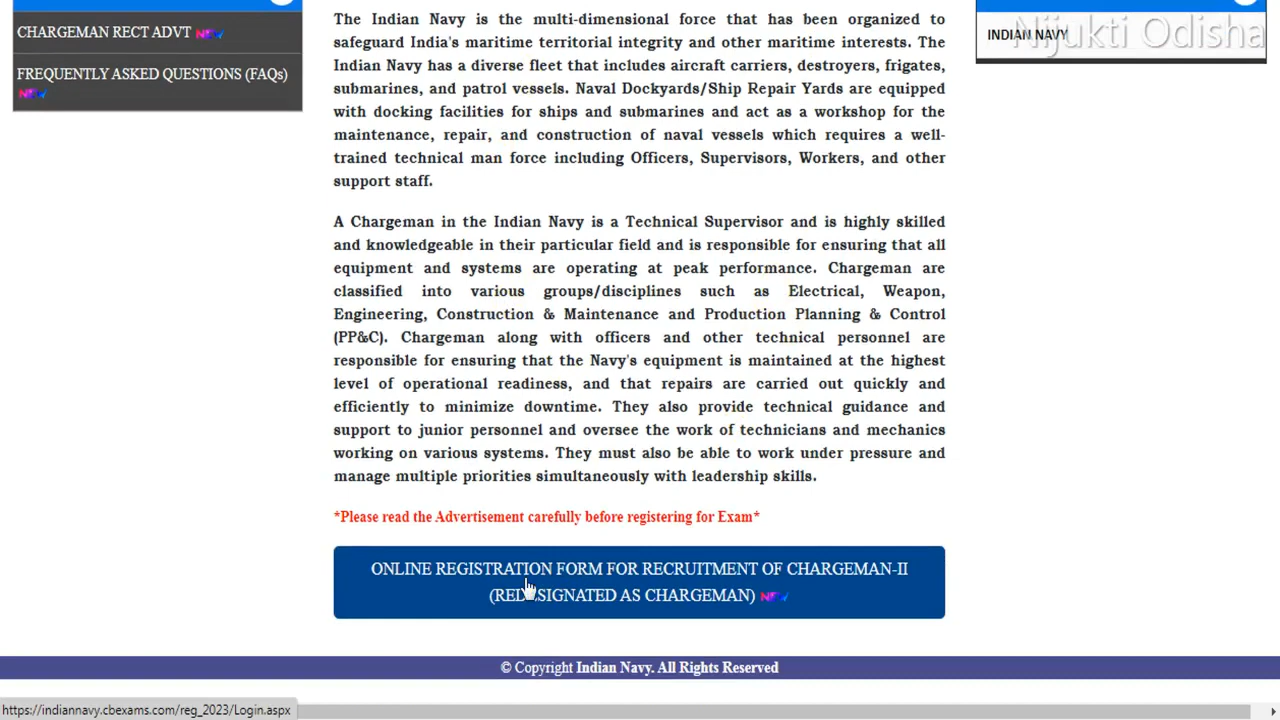 CHARGEMAN RECT ADVT NEW
FREQUENTLY ASKED QUESTIONS (FAQs)
NEW
The Indian Navy is the multi-dimensional force that has been organized to
safeguard India's maritime territorial integrity and other maritime interests. The
Indian Navy has a diverse fleet that includes aircraft carriers, destroyers, frigates,
submarines, and patrol vessels. Naval Dockyards/Ship Repair Yards are equipped
with docking facilities for ships and submarines and act as a workshop for the
maintenance, repair, and construction of naval vessels which requires a well-
trained technical man force including Officers, Supervisors, Workers, and other
support staff.
A Chargeman in the Indian Navy is a Technical Supervisor and is highly skilled
and knowledgeable in their particular field and is responsible for ensuring that all
equipment and systems are operating at peak performance. Chargeman are
classified into various groups/disciplines such as Electrical, Weapon,
Engineering, Construction & Maintenance and Production Planning & Control
(PP&C). Chargeman along with officers and other technical personnel are
responsible for ensuring that the Navy's equipment is maintained at the highest
level of operational readiness, and that repairs are carried out quickly and
efficiently to minimize downtime. They also provide technical guidance and
support to junior personnel and oversee the work of technicians and mechanics
working on various systems. They must also be able to work under pressure and
manage multiple priorities simultaneously with leadership skills.
*Please read the Advertisement carefully before registering for Exam*
ONLINE REGISTRATION FORM FOR RECRUITMENT OF CHARGEMAN-II
(REDESIGNATED AS CHARGEMAN) NEW
INDIAN NAVY
Nijukti Odisha
© Copyright Indian Navy. All Rights Reserved
https://indiannavy.cbexams.com/reg_2023/Login.aspx